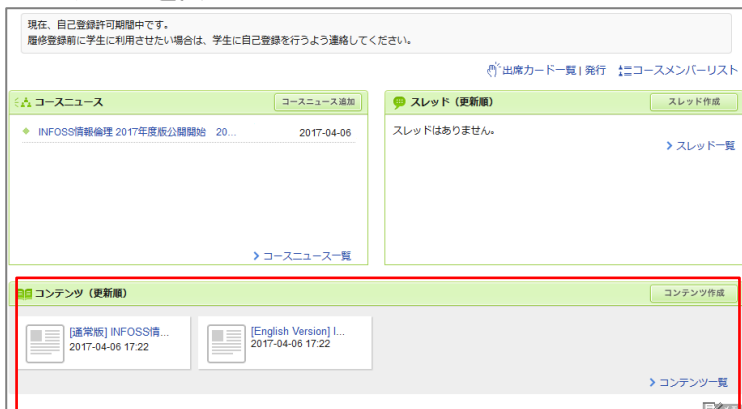 現在、自己登録許可期間中です。
履修登録前に学生に利用させたい場合は、学生に自己登録を行うよう連絡してください。
出席カード一覧 | 発行 コースメンバーリスト
コースニュース
コースニュース追加
INFOSS情報倫理 2017年度版公開開始 20... 2017-04-06
コースニュース一覧
スレッド（更新順）
スレッド作成
スレッドはありません。
スレッド一覧
コンテンツ（更新順）
コンテンツ作成
[通常版] INFOSS情...
2017-04-06 17:22
[English Version] I...
2017-04-06 17:22
コンテンツ一覧